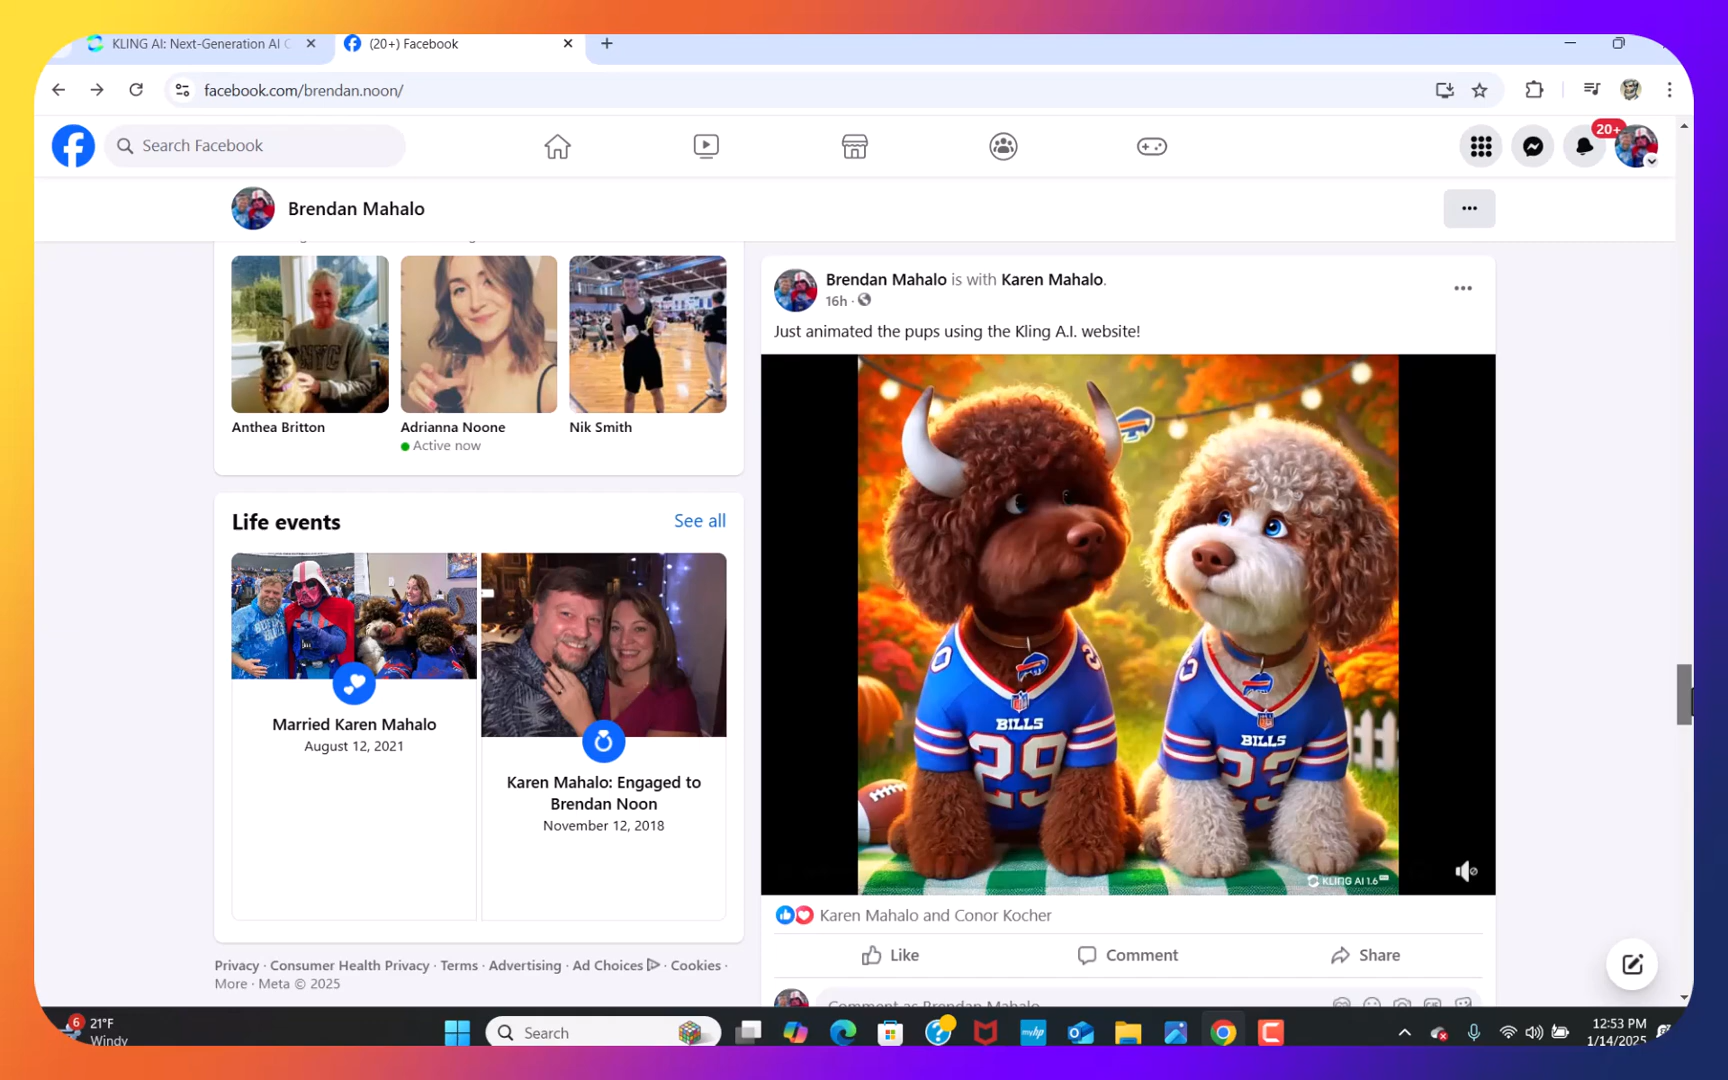 KLING AI: Next-Generation AI C
(20+) Facebook
facebook.com/brendan.noon/
Search Facebook
20+
Brendan Mahalo
Anthea Britton
Adrianna Noone
Active now
Nik Smith
Life events
See all
Married Karen Mahalo
August 12, 2021
Karen Mahalo: Engaged to
Brendan Noon
November 12, 2018
Privacy · Consumer Health Privacy · Terms · Advertising · Ad Choices · Cookies ·
More · Meta © 2025
Brendan Mahalo is with Karen Mahalo.
16h ·
Just animated the pups using the Kling A.I. website!
NYC
BILLS
29
BILLS
23
KLING AI 1.6
Karen Mahalo and Conor Kocher
Like
Comment
Share
Comment as Brendan Mahalo
6
21°F
Windy
Search
myhp
12:53 PM
1/14/2025